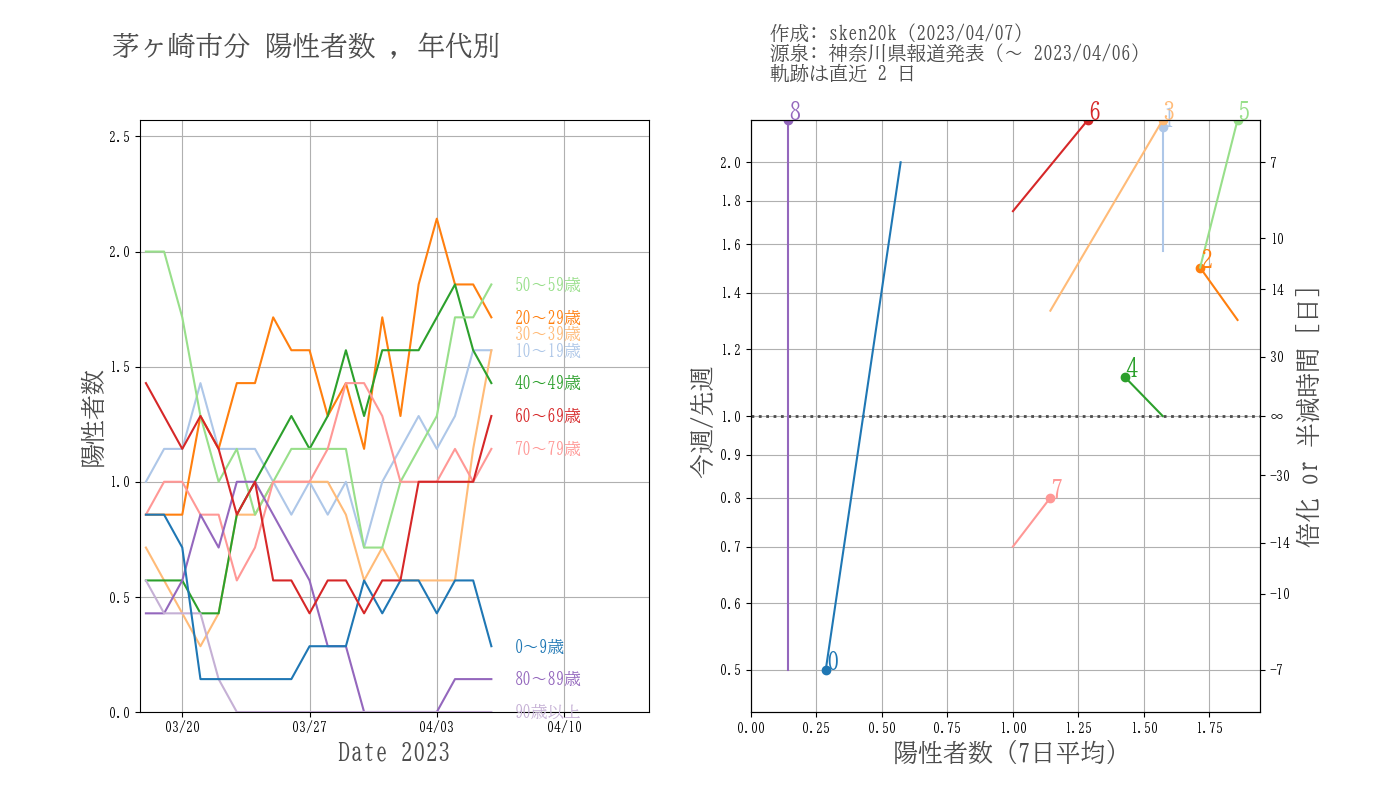 茅ヶ崎市分 陽性者数 , 年代別
作成: sken20k (2023/04/07)
源泉: 神奈川県報道発表 (～ 2023/04/06)
軌跡は直近 2 日
陽性者数
2.5
2.0
1.5
1.0
0.5
0.0
50～59歳
20～29歳
30～39歳
10～19歳
40～49歳
60～69歳
70～79歳
0～9歳
80～89歳
90歳以上
03/20
03/27
04/03
04/10
Date 2023
今週/先週
2.0
1.8
1.6
1.4
1.2
1.0
0.9
0.8
0.7
0.6
0.5
8
6
3
1
5
2
4
7
0
7
10
14
30
∞
−30
−14
−10
−7
倍化 or 半減時間 [日]
0.00
0.25
0.50
0.75
1.00
1.25
1.50
1.75
陽性者数 (7日平均)